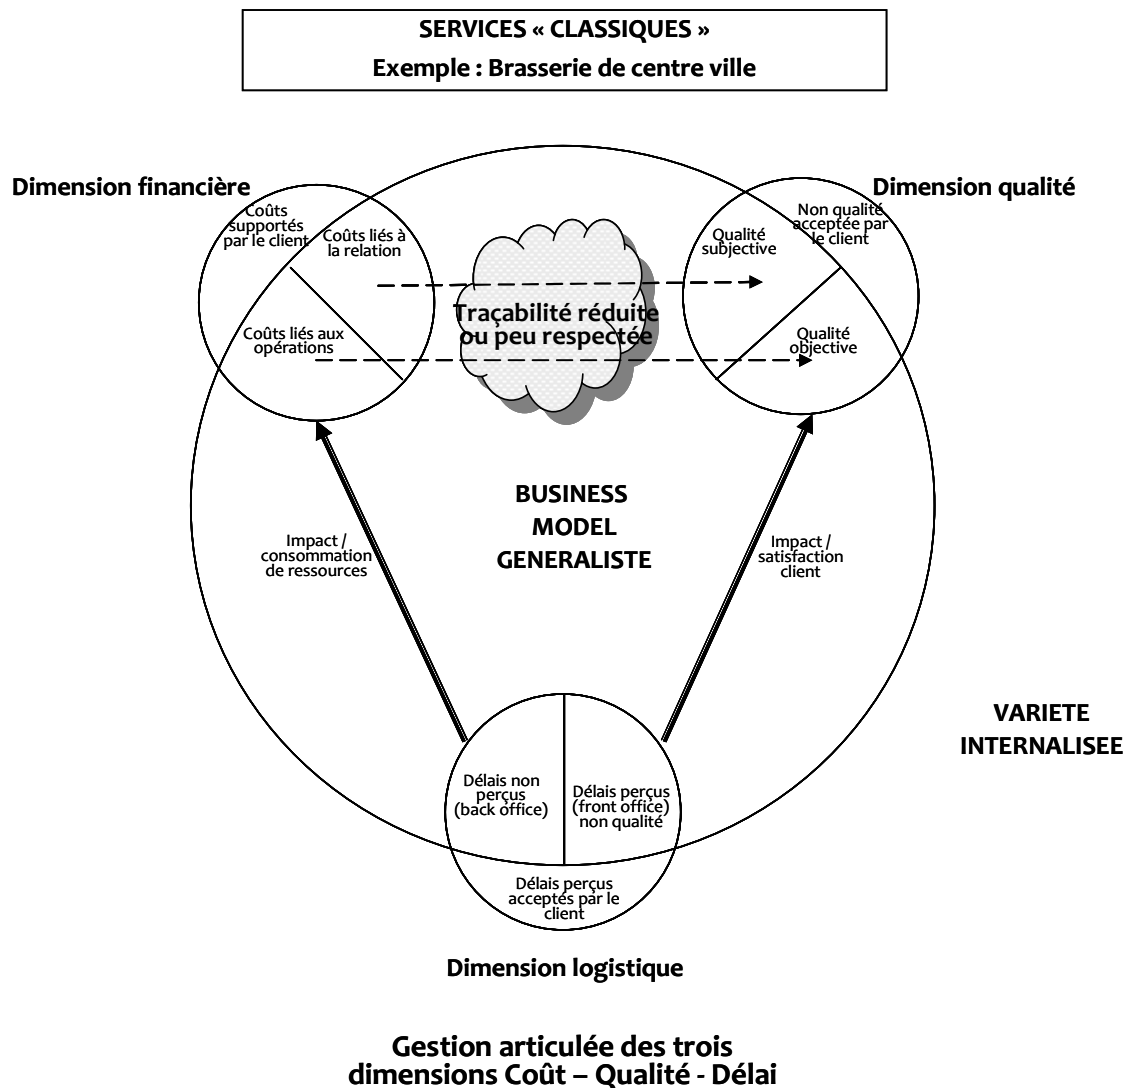 SERVICES « CLASSIQUES »
Exemple : Brasserie de centre ville
Dimension financière
Dimension qualité
Coûts
supportés
par le client
Coûts liés à
la relation
Coûts liés aux
opérations
Traçabilité réduite
ou peu respectée
Qualité
subjective
Non qualité
acceptée par
le client
Qualité
objective
BUSINESS
MODEL
GENERALISTE
Impact /
consommation
de ressources
Impact /
satisfaction
client
VARIETE
INTERNALISEE
Délais non
perçus
(back office)
Délais perçus
(front office)
non qualité
Délais perçus
acceptés par le
client
Dimension logistique
Gestion articulée des trois
dimensions Coût – Qualité - Délai